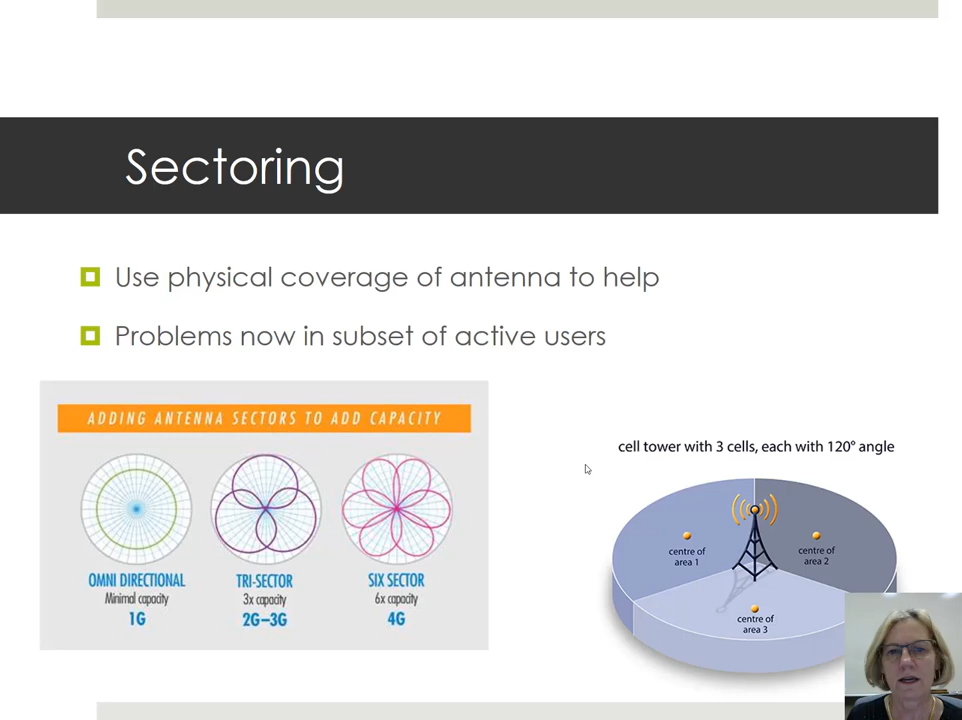 Sectoring
Use physical coverage of antenna to help
Problems now in subset of active users
ADDING ANTENNA SECTORS TO ADD CAPACITY
OMNI DIRECTIONAL
Minimal capacity
1G
TRI-SECTOR
3x capacity
2G–3G
SIX SECTOR
6x capacity
4G
cell tower with 3 cells, each with 120° angle
centre of
area 1
centre of
area 2
centre of
area 3